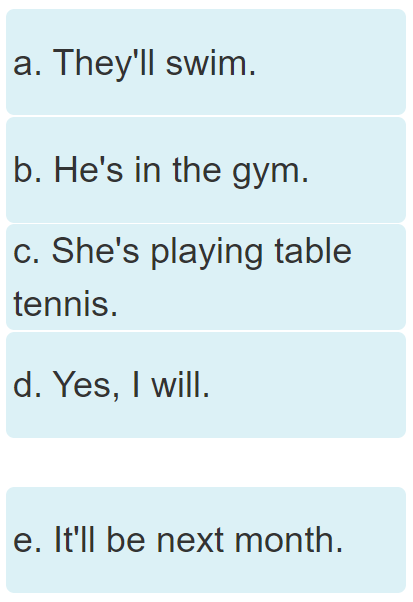 a. They'll swim.
b. He's in the gym.
c. She's playing table
tennis.
d. Yes, I will.
e. It'll be next month.